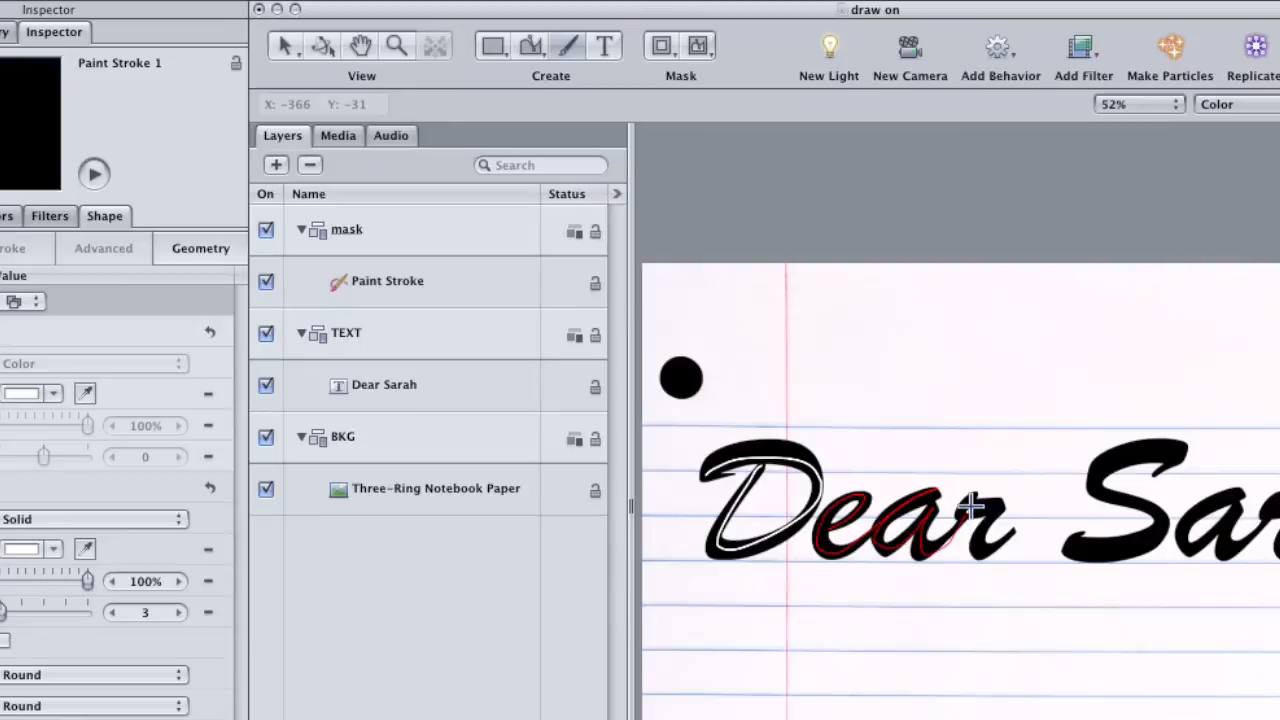 Inspector
draw on
Inspector
Paint Stroke 1
View
Create
Mask
New Light
New Camera
Add Behavior
Add Filter
Make Particles
X: -366 Y: -31
52%
Color
Layers
Media
Audio
Search
On
Name
Status
Filters
Shape
Advanced
Geometry
mask
Paint Stroke
TEXT
Dear Sarah
BKG
Three-Ring Notebook Paper
Color
100%
0
Solid
100%
3
Round
Round
Dear